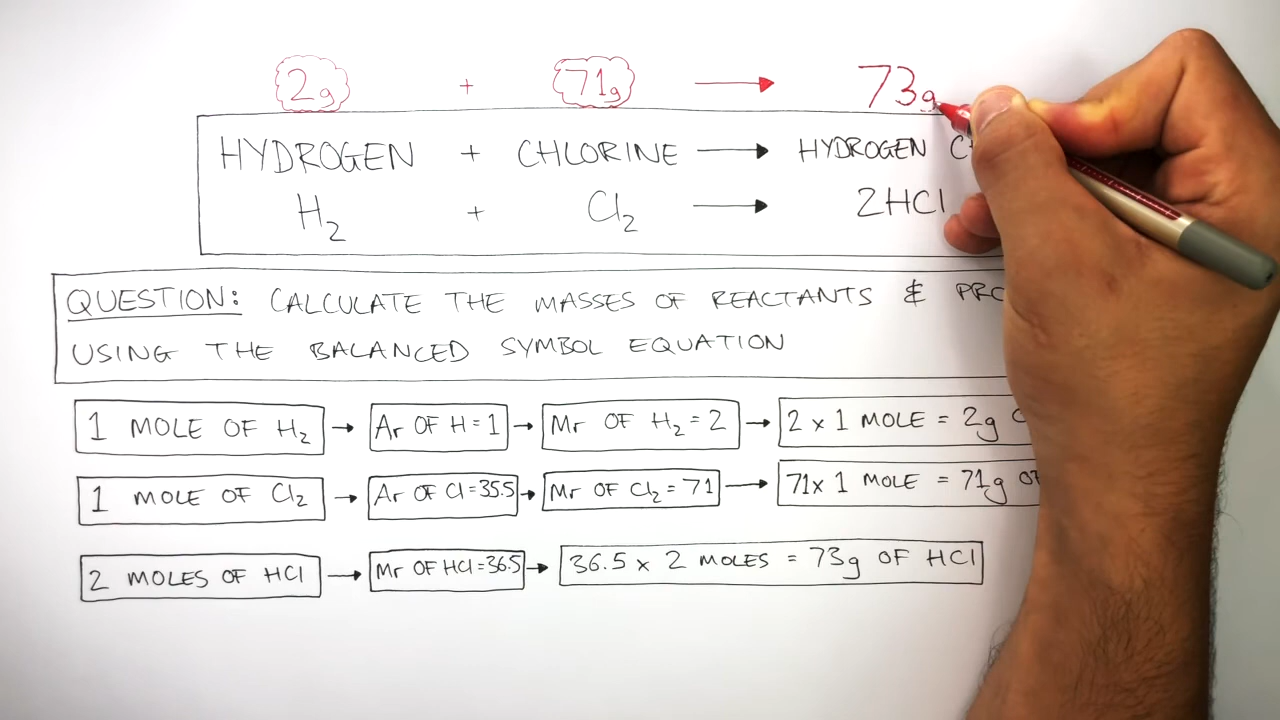 2g + 71g → 73g
HYDROGEN + CHLORINE → HYDROGEN
H₂ + Cl₂ → 2HCl
QUESTION: CALCULATE THE MASSES OF REACTANTS &
USING THE BALANCED SYMBOL EQUATION
1 MOLE OF H₂ → Ar OF H = 1 → Mr OF H₂ = 2 → 2 x 1 MOLE = 2g
1 MOLE OF Cl₂ → Ar OF Cl = 35.5 → Mr OF Cl₂ = 71 → 71 x 1 MOLE = 71g OF
2 MOLES OF HCl → Mr OF HCl = 36.5 → 36.5 x 2 MOLES = 73g OF HCl